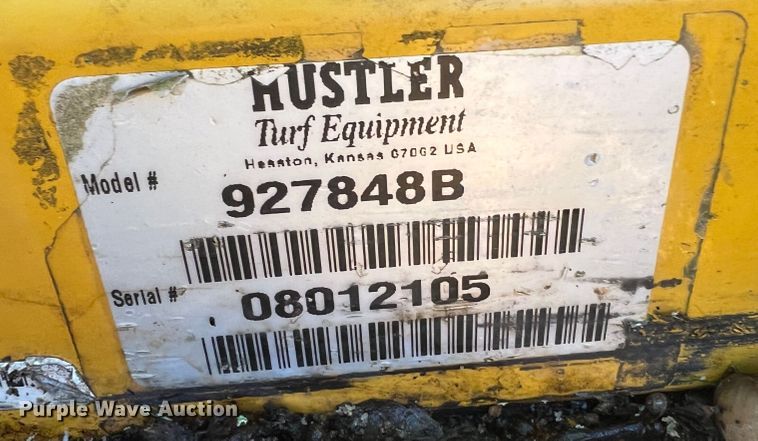 HUSTLER
Turf Equipment
Hesston, Kansas 67062 USA
Model # 927848B
Serial # 08012105
Purple Wave Auction